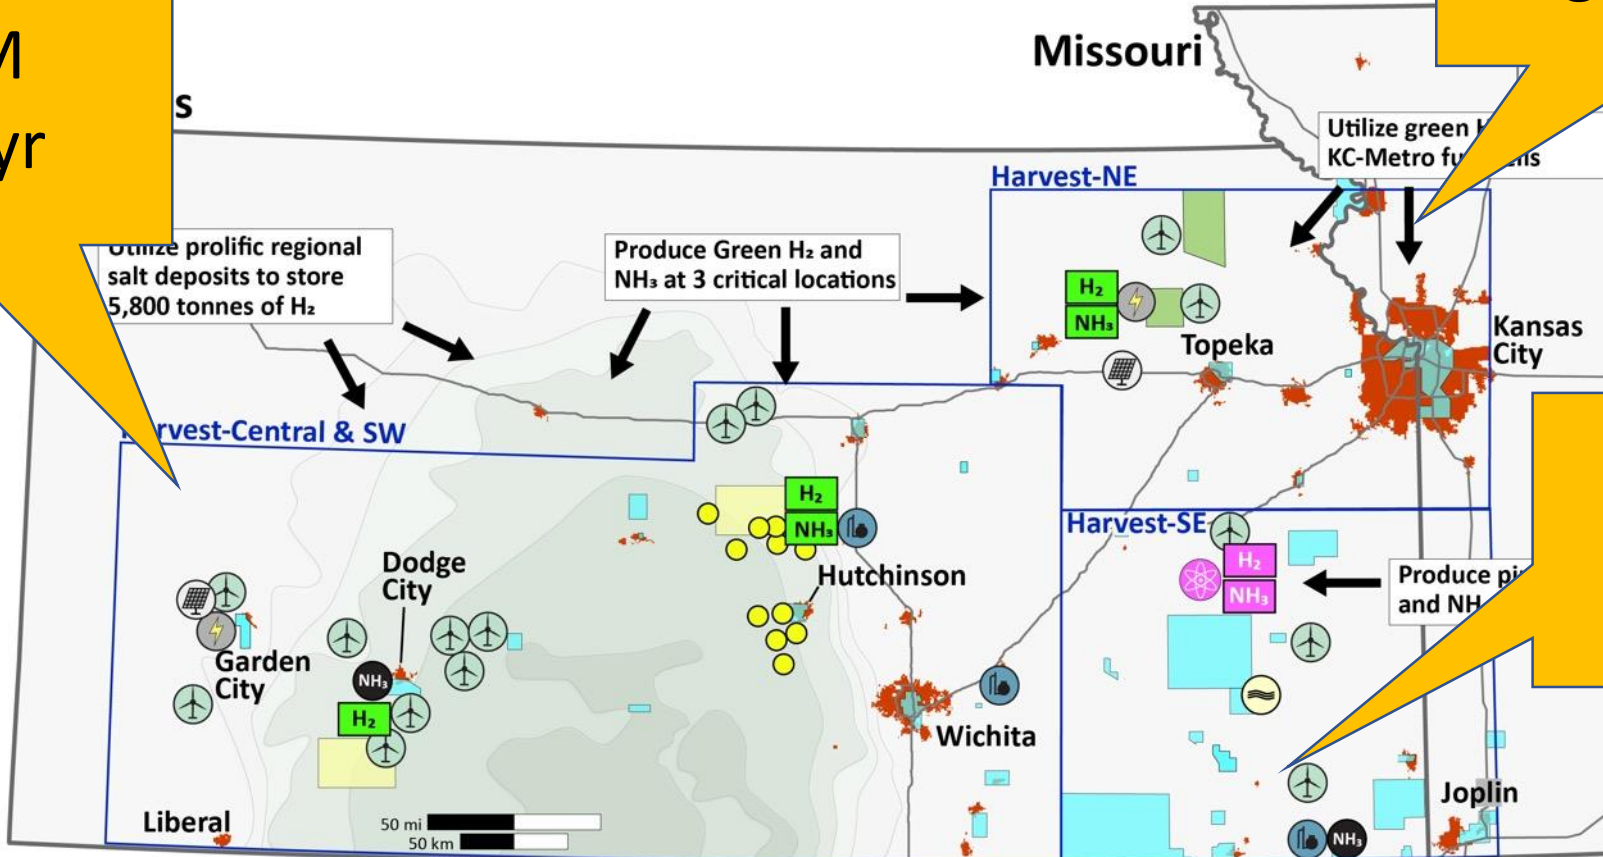 M
yr
s
Missouri
Utilize green
KC-Metro
Harvest-NE
Utilize prolific regional
salt deposits to store
5,800 tonnes of H₂
Produce Green H₂ and
NH₃ at 3 critical locations
H₂
NH₃
Topeka
Kansas
City
Harvest-Central & SW
H₂
NH₃
Hutchinson
Harvest-SE
H₂
NH₃
Produce
and NH
Dodge
City
Garden
City
NH₃
H₂
Wichita
Liberal
50 mi
50 km
Joplin
NH₃